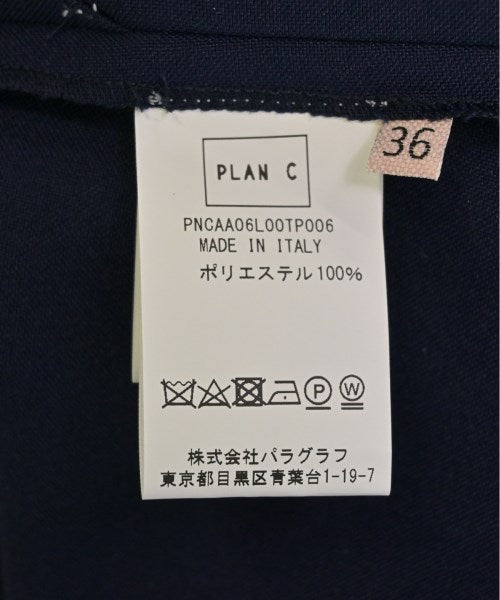 PLAN C
36
PNCAA06L00TP006
MADE IN ITALY
ポリエステル100%
P
W
株式会社パラグラフ
東京都目黒区青葉台1-19-7